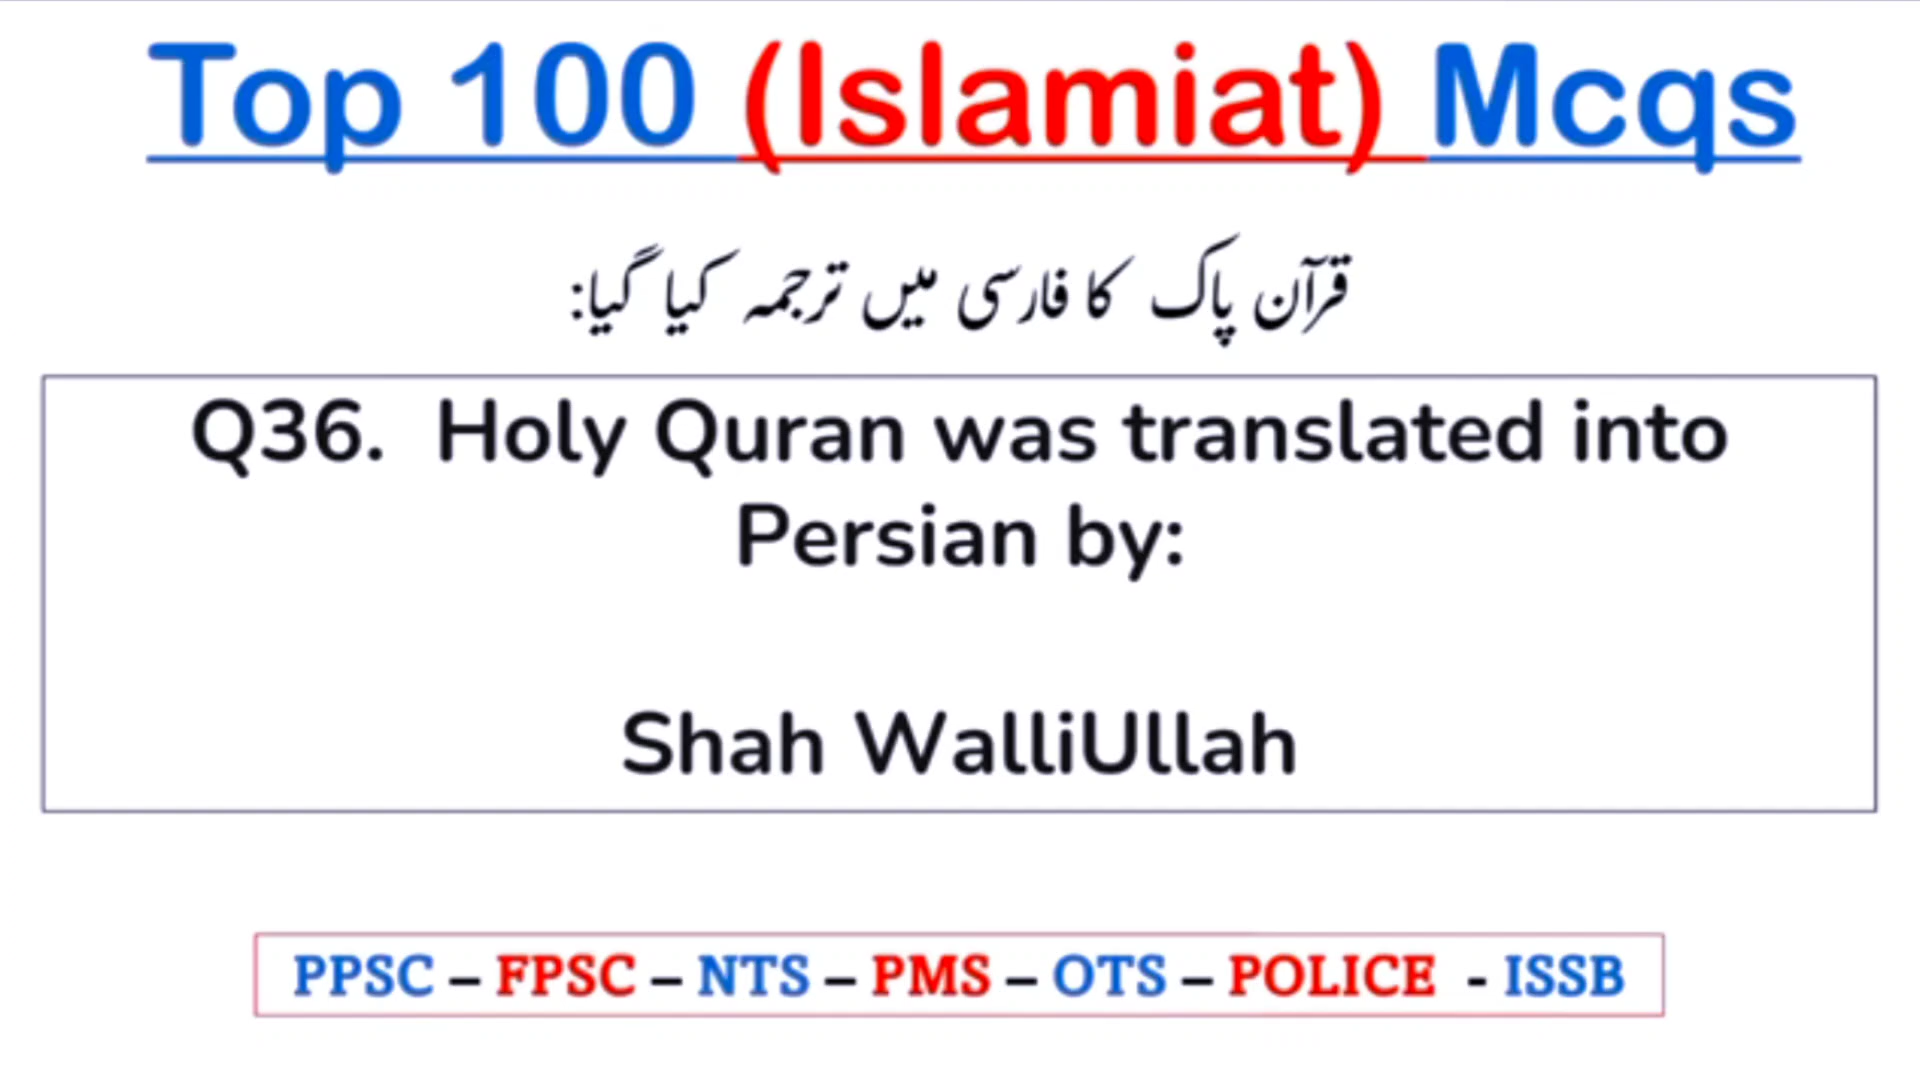 Top 100 (Islamiat) Mcqs
قرآن پاک کا فارسی میں ترجمہ کیا گیا:
Q36. Holy Quran was translated into
Persian by:
Shah WalliUllah
PPSC – FPSC – NTS – PMS – OTS – POLICE - ISSB